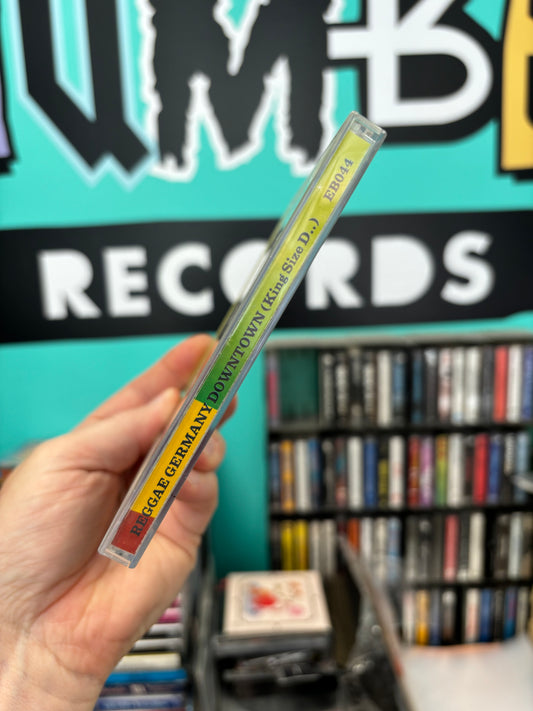 RECORDS
REGGAE GERMANY DOWNTOWN (King Size D..) EB044